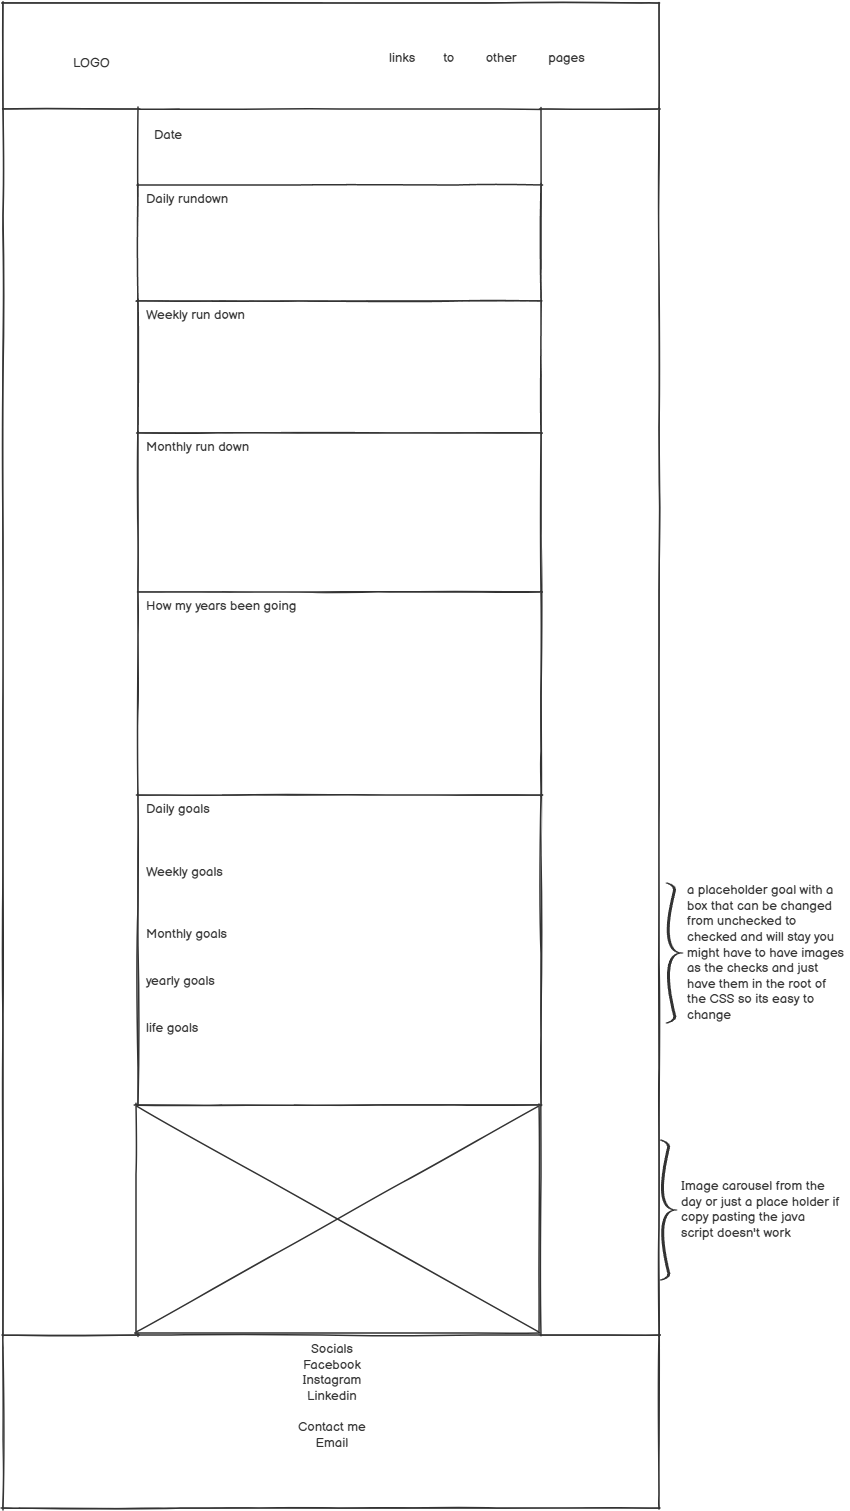 LOGO
links to other pages
Date
Daily rundown
Weekly run down
Monthly run down
How my years been going
Daily goals
Weekly goals
Monthly goals
yearly goals
life goals
a placeholder goal with a
box that can be changed
from unchecked to
checked and will stay you
might have to have images
as the checks and just
have them in the root of
the CSS so its easy to
change
Image carousel from the
day or just a place holder if
copy pasting the java
script doesn't work
Socials
Facebook
Instagram
Linkedin
Contact me
Email